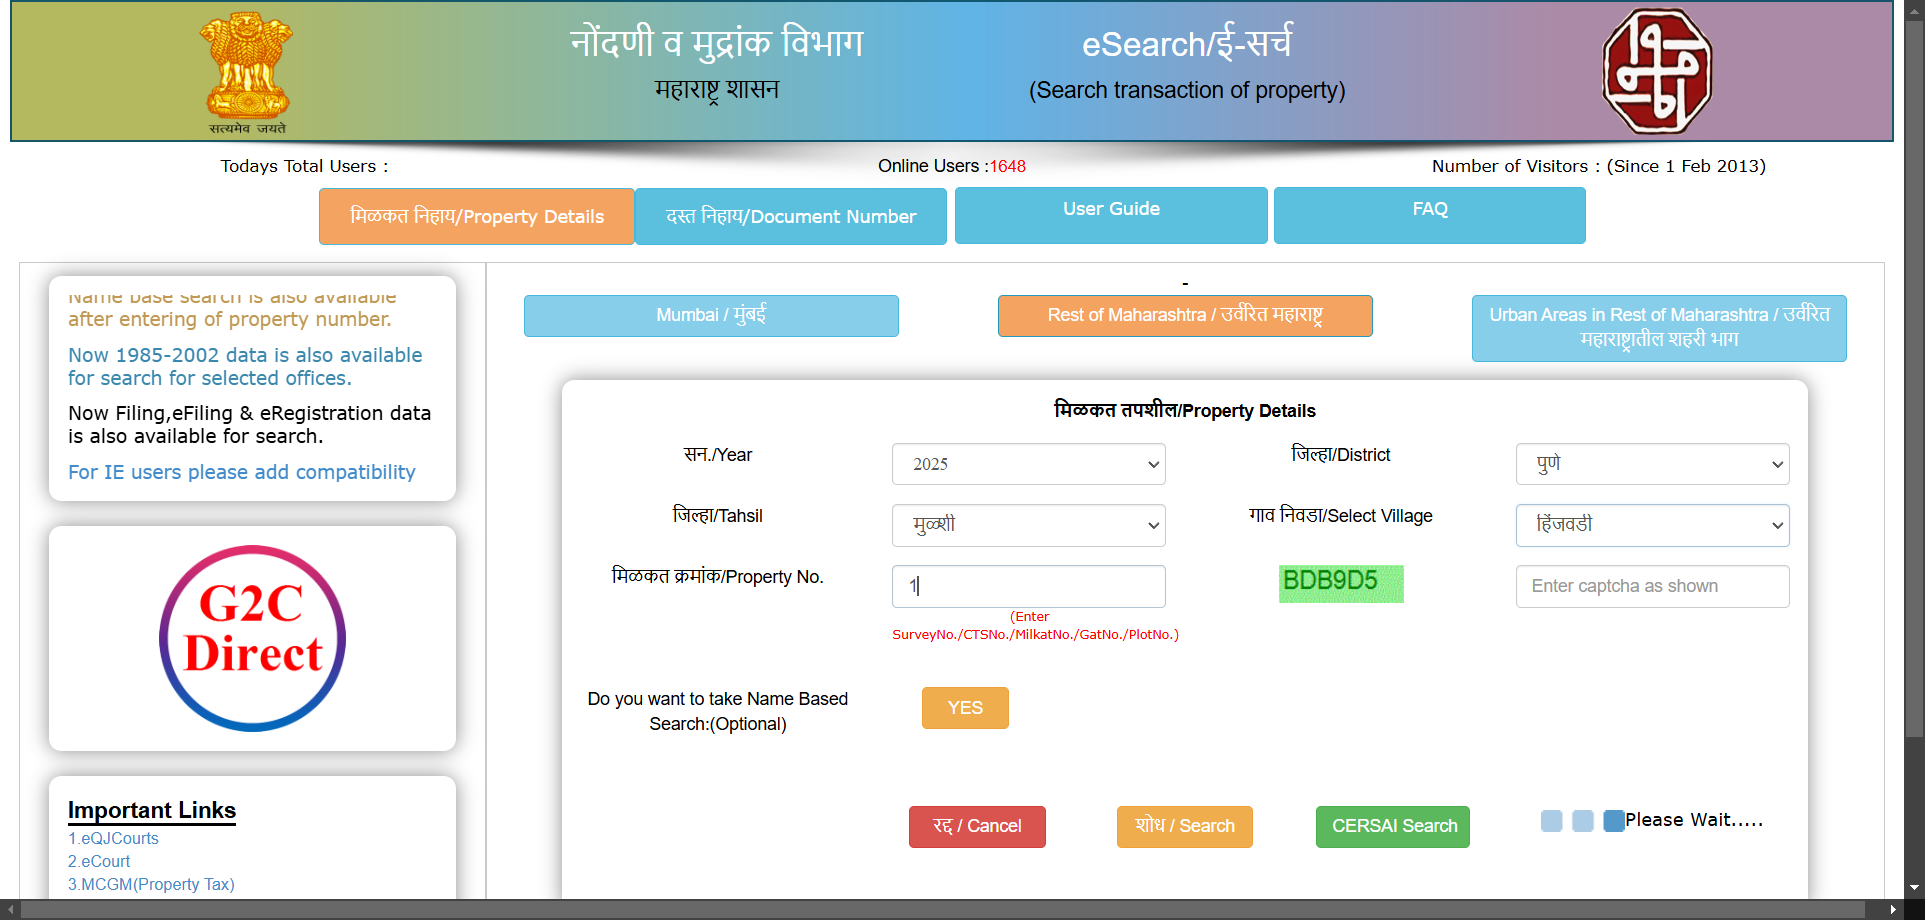 सत्यमेव जयते
नोंदणी व मुद्रांक विभाग
महाराष्ट्र शासन
eSearch/ई-सर्च
(Search transaction of property)
Todays Total Users :
Online Users :1648
Number of Visitors : (Since 1 Feb 2013)
मिळकत निहाय/Property Details
दस्त निहाय/Document Number
User Guide
FAQ
Name base search is also available
after entering of property number.
Now 1985-2002 data is also available
for search for selected offices.
Now Filing,eFiling & eRegistration data
is also available for search.
For IE users please add compatibility
G2C
Direct
Important Links
1.eQJCourts
2.eCourt
3.MCGM(Property Tax)
-
Mumbai / मुंबई
Rest of Maharashtra / उर्वरित महाराष्ट्र
Urban Areas in Rest of Maharashtra / उर्वरित
महाराष्ट्रातील शहरी भाग
मिळकत तपशील/Property Details
सन./Year
2025
जिल्हा/District
पुणे
जिल्हा/Tahsil
मुळ्शी
गाव निवडा/Select Village
हिंजवडी
मिळकत क्रमांक/Property No.
1
BDB9D5
Enter captcha as shown
(Enter
SurveyNo./CTSNo./MilkatNo./GatNo./PlotNo.)
Do you want to take Name Based
Search:(Optional)
YES
रद्द / Cancel
शोध / Search
CERSAI Search
Please Wait.....